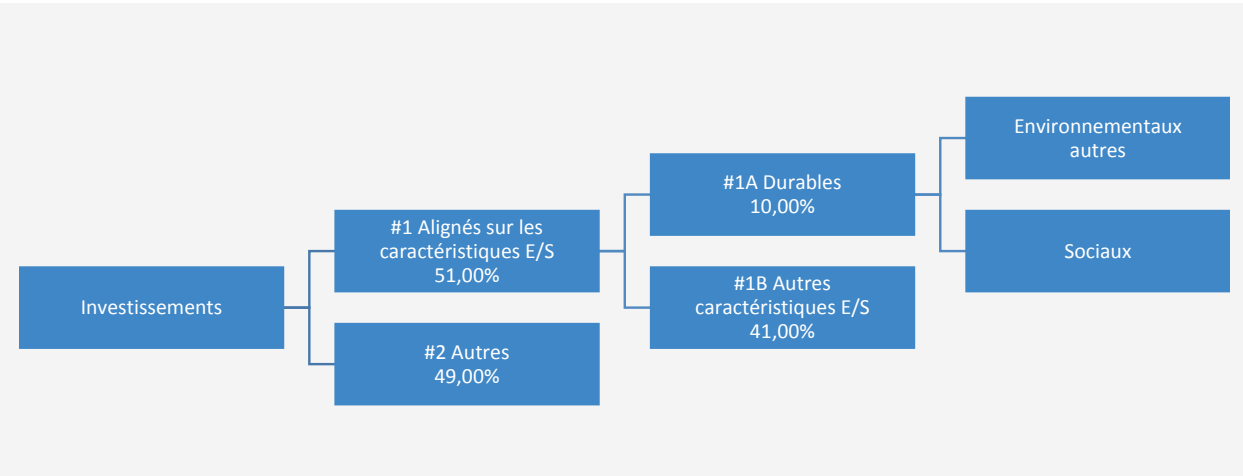 Investissements
#1 Alignés sur les
caractéristiques E/S
51,00%
#2 Autres
49,00%
#1A Durables
10,00%
#1B Autres
caractéristiques E/S
41,00%
Environnementaux
autres
Sociaux